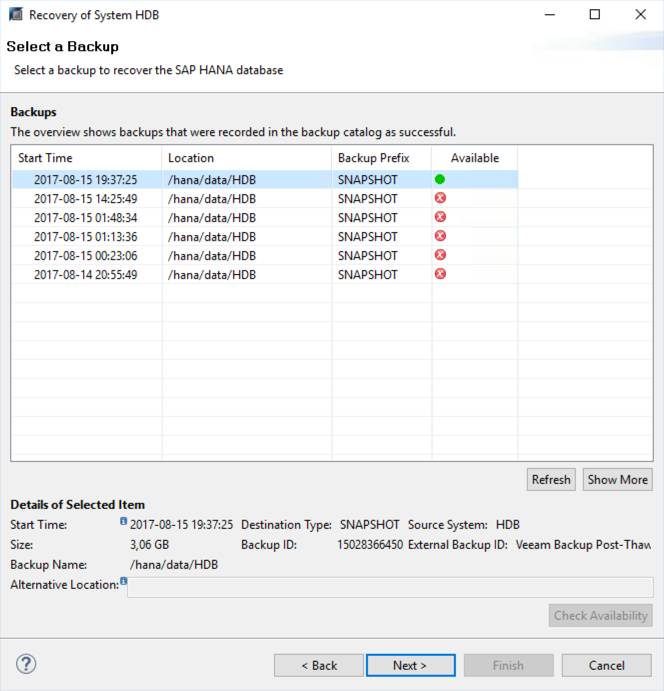 Recovery of System HDB
Select a Backup
Select a backup to recover the SAP HANA database
Backups
The overview shows backups that were recorded in the backup catalog as successful.
Start Time Location Backup Prefix Available
2017-08-15 19:37:25 /hana/data/HDB SNAPSHOT
2017-08-15 14:25:49 /hana/data/HDB SNAPSHOT
2017-08-15 01:48:34 /hana/data/HDB SNAPSHOT
2017-08-15 01:13:36 /hana/data/HDB SNAPSHOT
2017-08-15 00:23:06 /hana/data/HDB SNAPSHOT
2017-08-14 20:55:49 /hana/data/HDB SNAPSHOT
Refresh Show More
Details of Selected Item
Start Time: 2017-08-15 19:37:25 Destination Type: SNAPSHOT Source System: HDB
Size: 3,06 GB Backup ID: 15028366450 External Backup ID: Veeam Backup Post-Thaw
Backup Name: /hana/data/HDB
Alternative Location:
Check Availability
? < Back Next > Finish Cancel